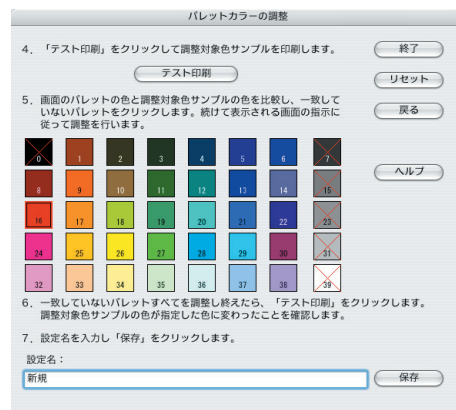 パレットカラーの調整
4. 「テスト印刷」をクリックして調整対象色サンプルを印刷します。
終了
テスト印刷
リセット
5. 画面のパレットの色と調整対象色サンプルの色を比較し、一致して
いないパレットをクリックします。続けて表示される画面の指示に
従って調整を行います。
戻る
ヘルプ
0 1 2 3 4 5 6 7
8 9 10 11 12 13 14 15
16 17 18 19 20 21 22 23
24 25 26 27 28 29 30 31
32 33 34 35 36 37 38 39
6. 一致していないパレットすべてを調整し終えたら、「テスト印刷」をクリックします。
調整対象色サンプルの色が指定した色に変わったことを確認します。
7. 設定名を入力し「保存」をクリックします。
設定名：
新規
保存